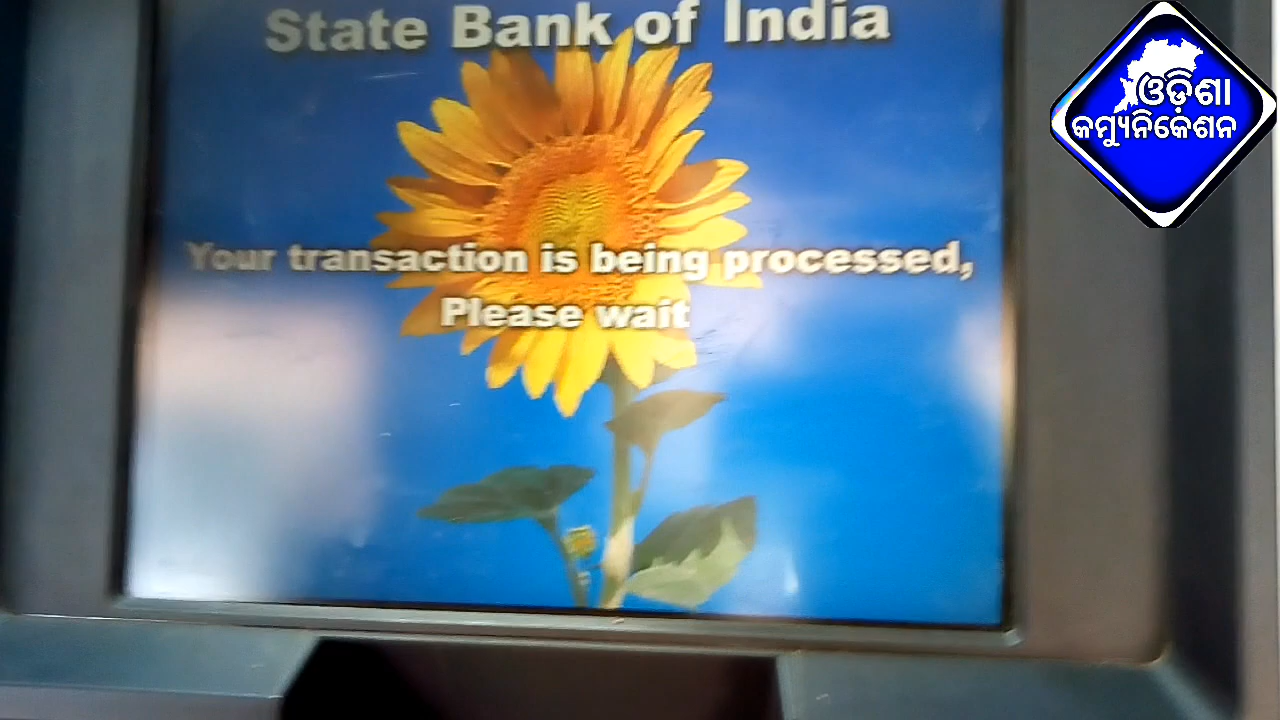 State Bank of India
Your transaction is being processed,
Please wait
ଓଡ଼ିଶା
କମ୍ୟୁନିକେଶନ